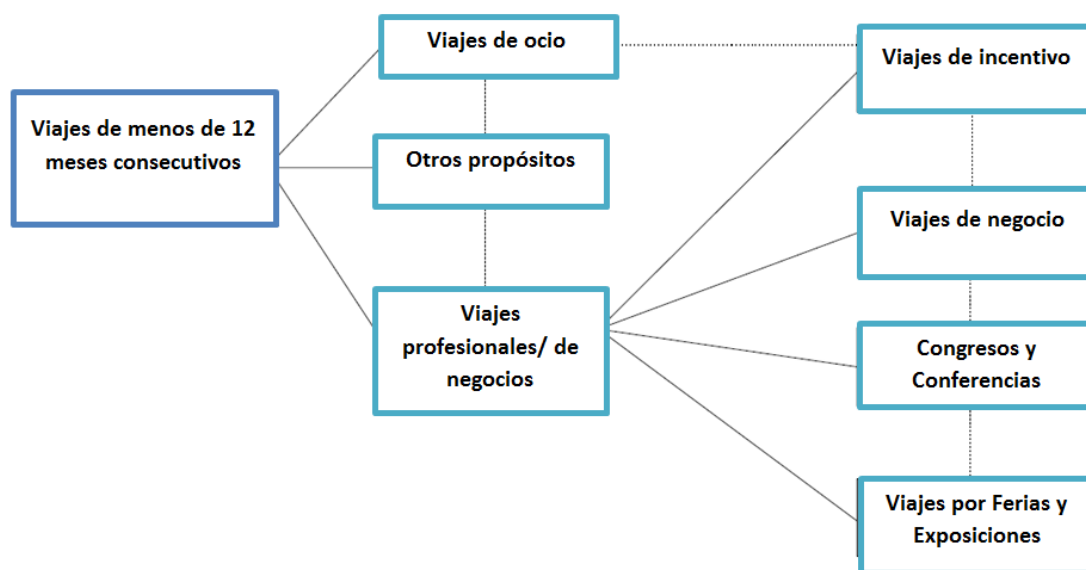 Viajes de menos de 12
meses consecutivos
Viajes de ocio
Otros propósitos
Viajes
profesionales/ de
negocios
Viajes de incentivo
Viajes de negocio
Congresos y
Conferencias
Viajes por Ferias y
Exposiciones